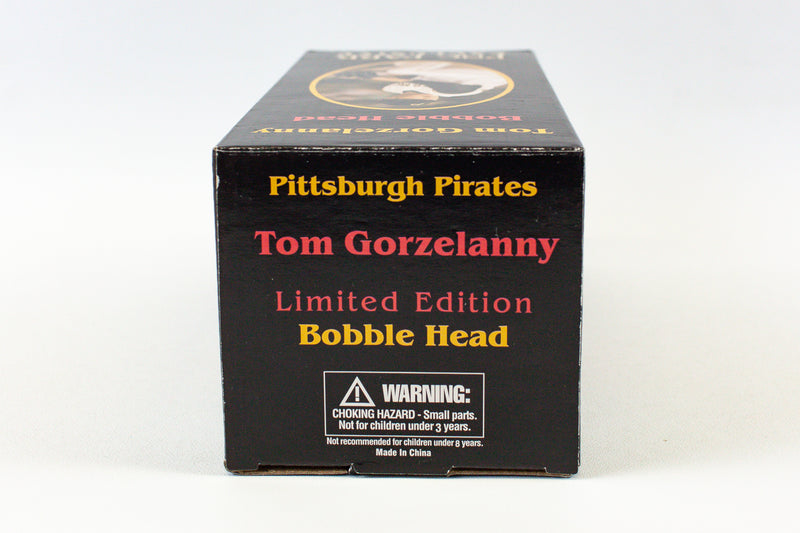 Tom Gorzelanny
Bobble Head
Pittsburgh Pirates
Tom Gorzelanny
Limited Edition
Bobble Head
WARNING:
CHOKING HAZARD - Small parts.
Not for children under 3 years.
Not recommended for children under 8 years.
Made In China